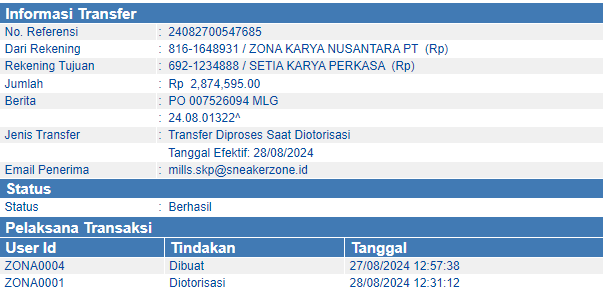 Informasi Transfer
No. Referensi : 24082700547685
Dari Rekening : 816-1648931 / ZONA KARYA NUSANTARA PT (Rp)
Rekening Tujuan : 692-1234888 / SETIA KARYA PERKASA (Rp)
Jumlah : Rp 2,874,595.00
Berita : PO 007526094 MLG
: 24.08.01322^
Jenis Transfer : Transfer Diproses Saat Diotorisasi
Tanggal Efektif: 28/08/2024
Email Penerima : mills.skp@sneakerzone.id
Status
Status : Berhasil
Pelaksana Transaksi
User Id Tindakan Tanggal
ZONA0004 Dibuat 27/08/2024 12:57:38
ZONA0001 Diotorisasi 28/08/2024 12:31:12